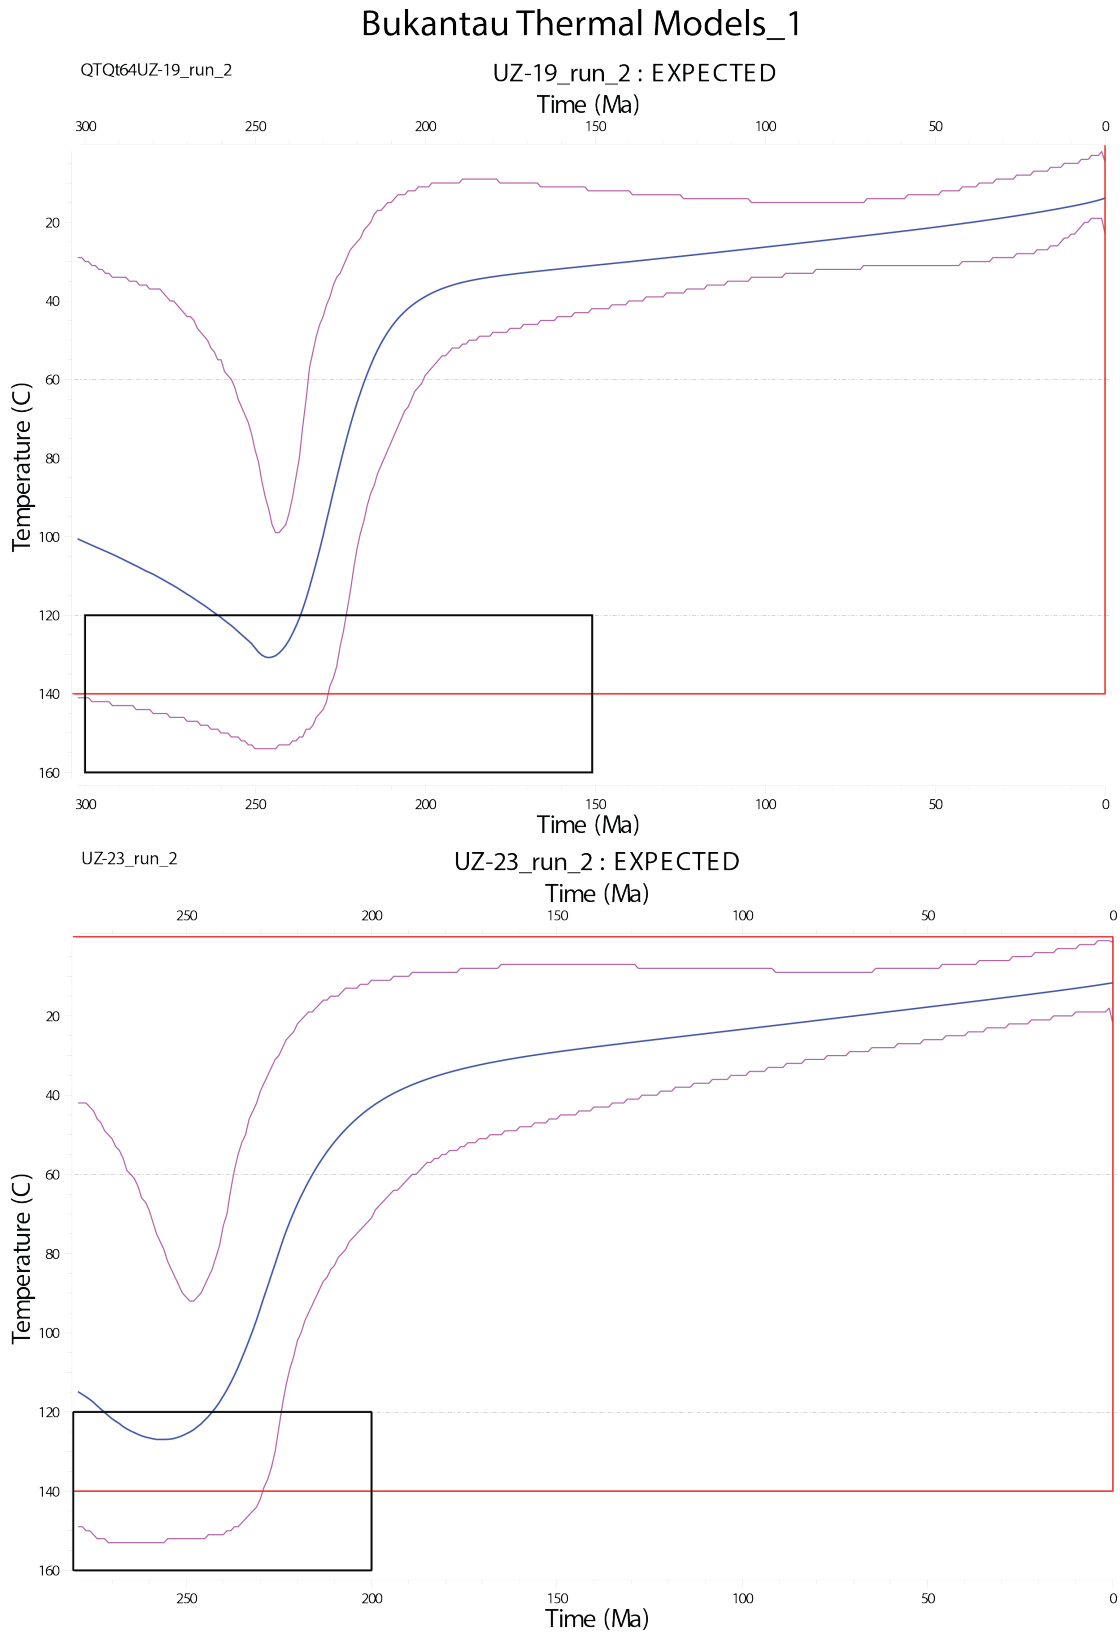 Bukantau Thermal Models_1
QTQt64UZ-19_run_2
UZ-19_run_2 : EXPECTED
Time (Ma)
300 250 200 150 100 50 0
Temperature (C)
20
40
60
80
100
120
140
160
300 250 200 150 100 50 0
Time (Ma)
UZ-23_run_2
UZ-23_run_2 : EXPECTED
Time (Ma)
250 200 150 100 50 0
Temperature (C)
20
40
60
80
100
120
140
160
250 200 150 100 50 0
Time (Ma)